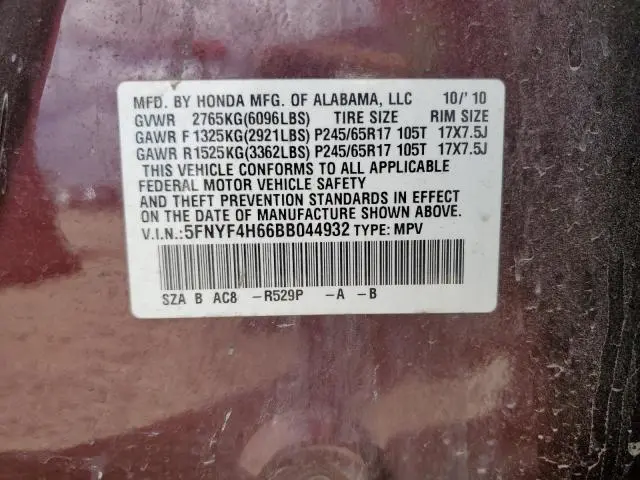 MFD. BY HONDA MFG. OF ALABAMA, LLC 10/'10
GVWR 2765KG(6096LBS) TIRE SIZE RIM SIZE
GAWR F1325KG(2921LBS) P245/65R17 105T 17X7.5J
GAWR R1525KG(3362LBS) P245/65R17 105T 17X7.5J
THIS VEHICLE CONFORMS TO ALL APPLICABLE
FEDERAL MOTOR VEHICLE SAFETY
AND THEFT PREVENTION STANDARDS IN EFFECT
ON THE DATE OF MANUFACTURE SHOWN ABOVE.
V.I.N.:5FNYF4H66BB044932 TYPE: MPV
SZA B AC8 -R529P -A -B